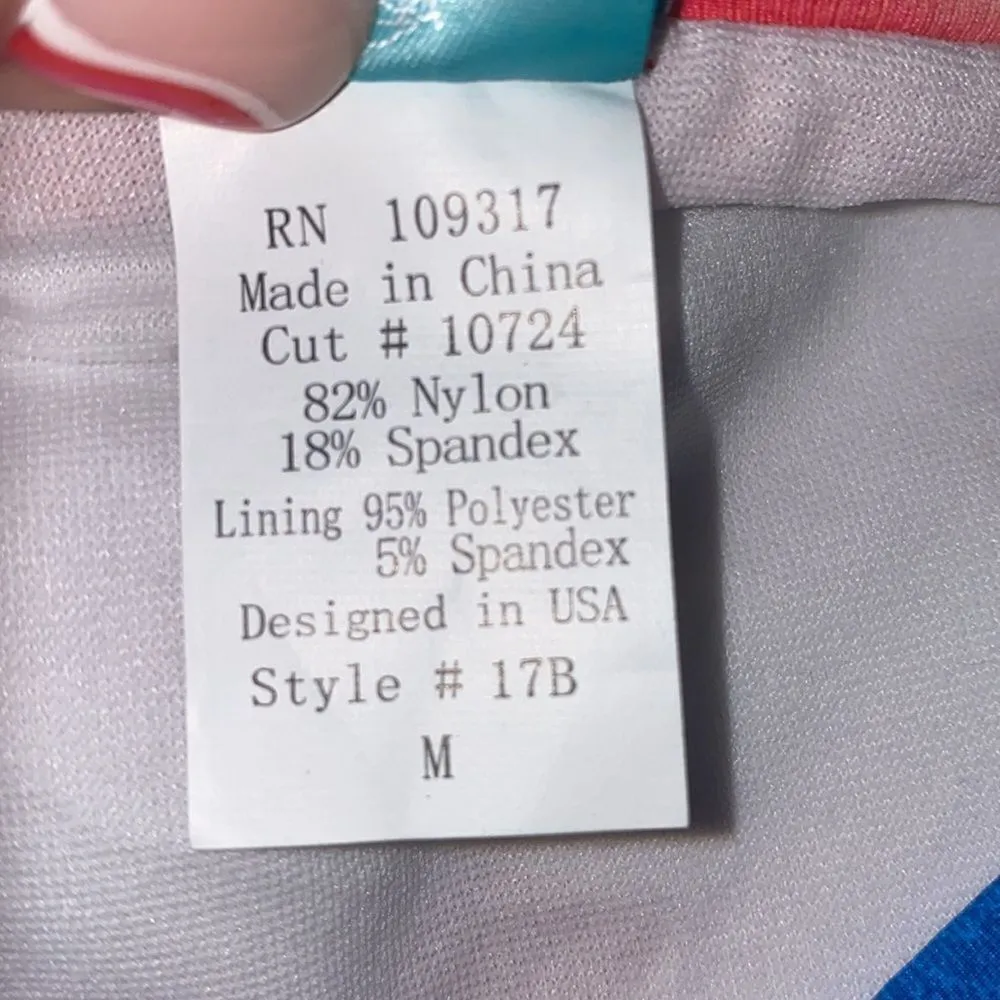 RN 109317
Made in China
Cut # 10724
82% Nylon
18% Spandex
Lining 95% Polyester
5% Spandex
Designed in USA
Style # 17B
M